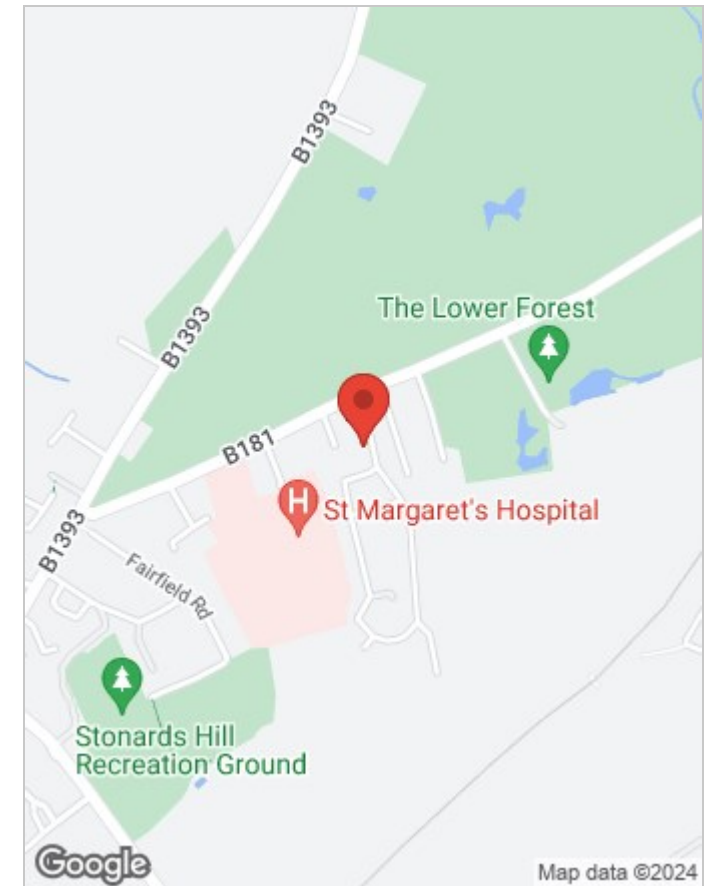 B1393
The Lower Forest
B1393
B181
H
St Margaret's Hospital
B1393
Fairfield Rd
Stonards Hill
Recreation Ground
Google
Map data ©2024